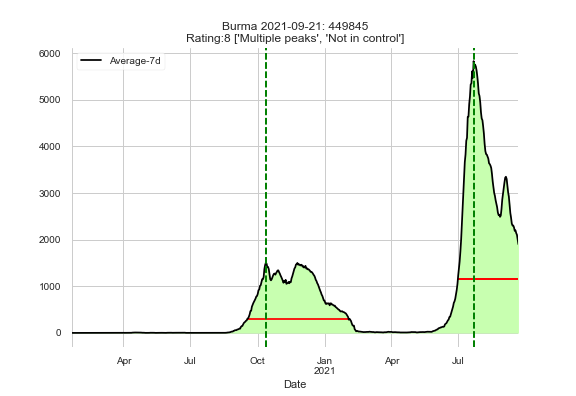 Burma 2021-09-21: 449845
Rating:8 ['Multiple peaks', 'Not in control']
Average-7d
6000
5000
4000
3000
2000
1000
0
Apr Jul Oct Jan Apr Jul
2021
Date